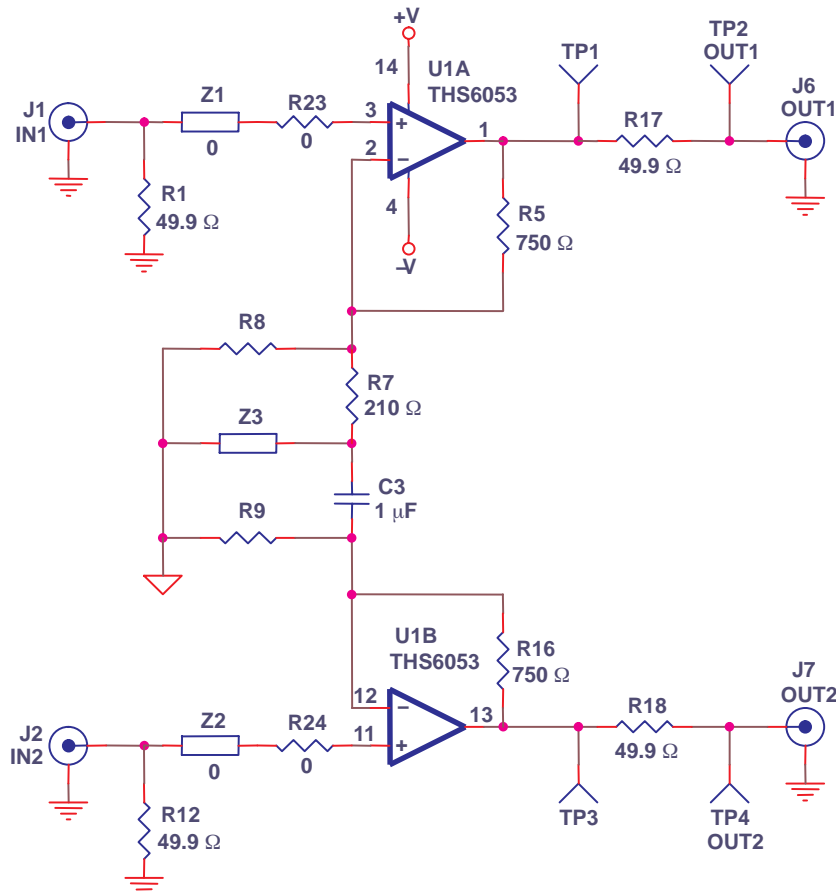 +V
TP1
TP2
OUT1
14
U1A
THS6053
J1
IN1
Z1
0
R23
0
3
+
2
−
1
4
−V
R17
49.9 Ω
J6
OUT1
R1
49.9 Ω
R5
750 Ω
R8
R7
210 Ω
Z3
C3
1 μF
R9
U1B
THS6053
R16
750 Ω
12
−
11
+
13
J2
IN2
Z2
0
R24
0
R18
49.9 Ω
J7
OUT2
R12
49.9 Ω
TP3
TP4
OUT2